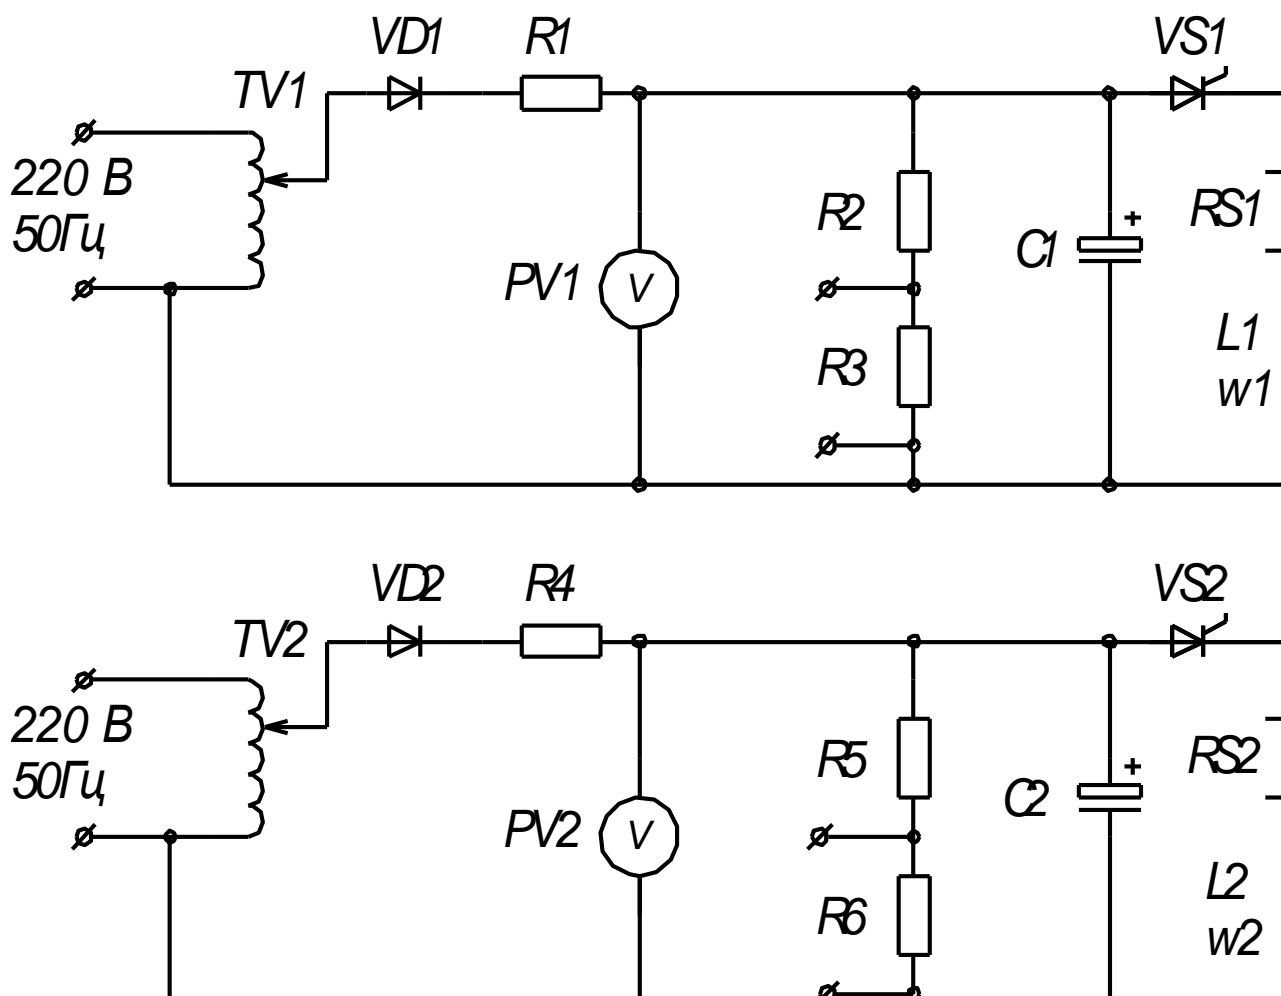 VD1
R1
VS1
TV1
220 В
50Гц
R2
RS1
+
C1
PV1
V
L1
R3
w1
VD2
R4
VS2
TV2
220 В
50Гц
R5
RS2
+
C2
PV2
V
L2
R6
w2